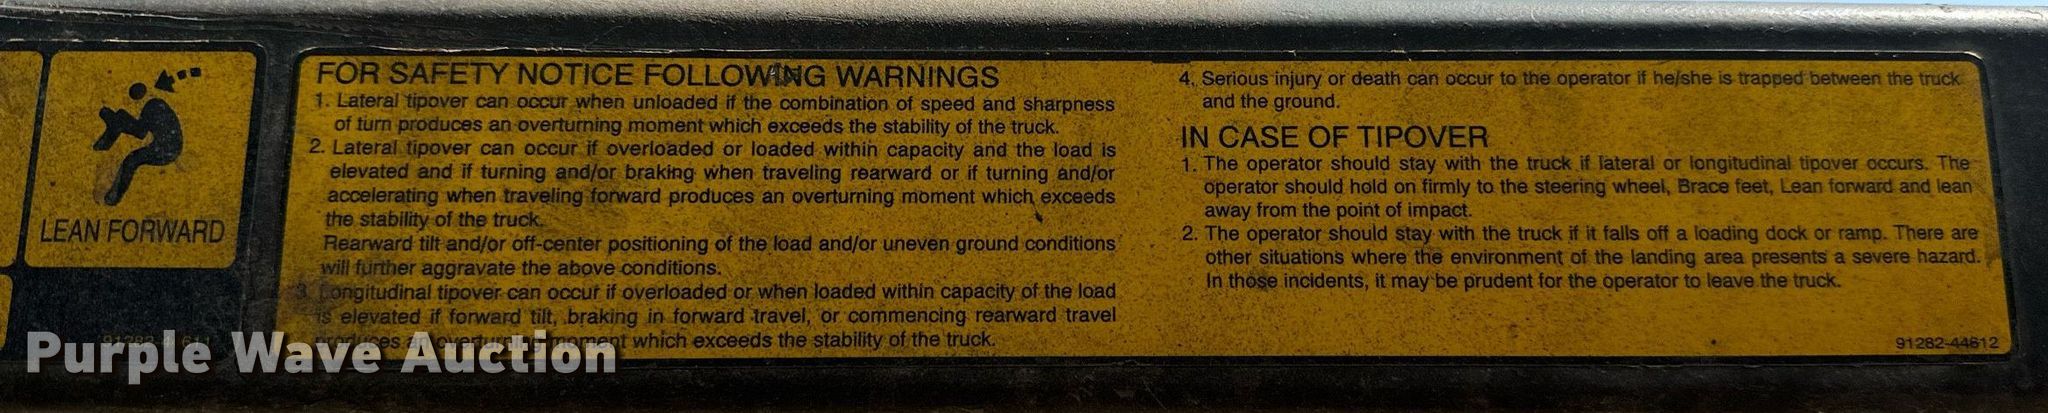 LEAN FORWARD
FOR SAFETY NOTICE FOLLOWING WARNINGS
1. Lateral tipover can occur when unloaded if the combination of speed and sharpness
of turn produces an overturning moment which exceeds the stability of the truck.
2. Lateral tipover can occur if overloaded or loaded within capacity and the load is
elevated and if turning and/or braking when traveling rearward or if turning and/or
accelerating when traveling forward produces an overturning moment which exceeds
the stability of the truck.
Rearward tilt and/or off-center positioning of the load and/or uneven ground conditions
will further aggravate the above conditions.
3. Longitudinal tipover can occur if overloaded or when loaded within capacity of the load
is elevated if forward tilt, braking in forward travel, or commencing rearward travel
produces an overturning moment which exceeds the stability of the truck.
4. Serious injury or death can occur to the operator if he/she is trapped between the truck
and the ground.
IN CASE OF TIPOVER
1. The operator should stay with the truck if lateral or longitudinal tipover occurs. The
operator should hold on firmly to the steering wheel, Brace feet, Lean forward and lean
away from the point of impact.
2. The operator should stay with the truck if it falls off a loading dock or ramp. There are
other situations where the environment of the landing area presents a severe hazard.
In those incidents, it may be prudent for the operator to leave the truck.
91282-44612
Purple Wave Auction